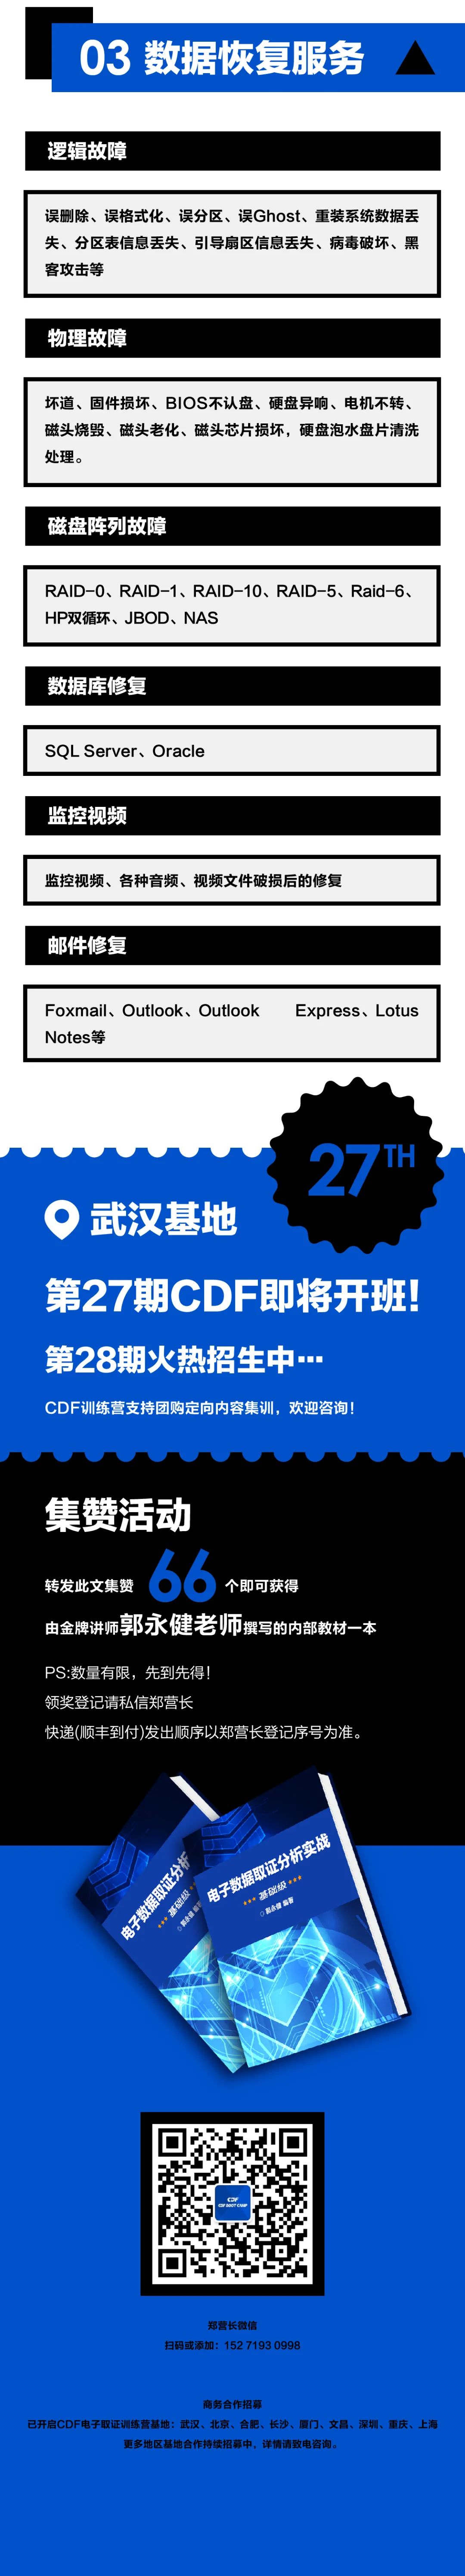 03 数据恢复服务
逻辑故障
误删除、误格式化、误分区、误Ghost、重装系统数据丢
失、分区表信息丢失、引导扇区信息丢失、病毒破坏、黑
客攻击等
物理故障
坏道、固件损坏、BIOS不认盘、硬盘异响、电机不转、
磁头烧毁、磁头老化、磁头芯片损坏，硬盘泡水盘片清洗
处理。
磁盘阵列故障
RAID-0、RAID-1、RAID-10、RAID-5、Raid-6、
HP双循环、JBOD、NAS
数据库修复
SQL Server、Oracle
监控视频
监控视频、各种音频、视频文件破损后的修复
邮件修复
Foxmail、Outlook、Outlook Express、Lotus
Notes等
27TH
武汉基地
第27期CDF即将开班!
第28期火热招生中···
CDF训练营支持团购定向内容集训，欢迎咨询!
集赞活动
转发此文集赞 66 个即可获得
由金牌讲师郭永健老师撰写的内部教材一本
PS:数量有限，先到先得!
领奖登记请私信郑营长
快递(顺丰到付)发出顺序以郑营长登记序号为准。
电子数据取证分析
基础级
电子数据取证分析实战
基础级
郭永健 编著
CDF
CDF BOOT CAMP
郑营长微信
扫码或添加：152 7193 0998
商务合作招募
已开启CDF电子取证训练营基地：武汉、北京、合肥、长沙、厦门、文昌、深圳、重庆、上海
更多地区基地合作持续招募中，详情请致电咨询。